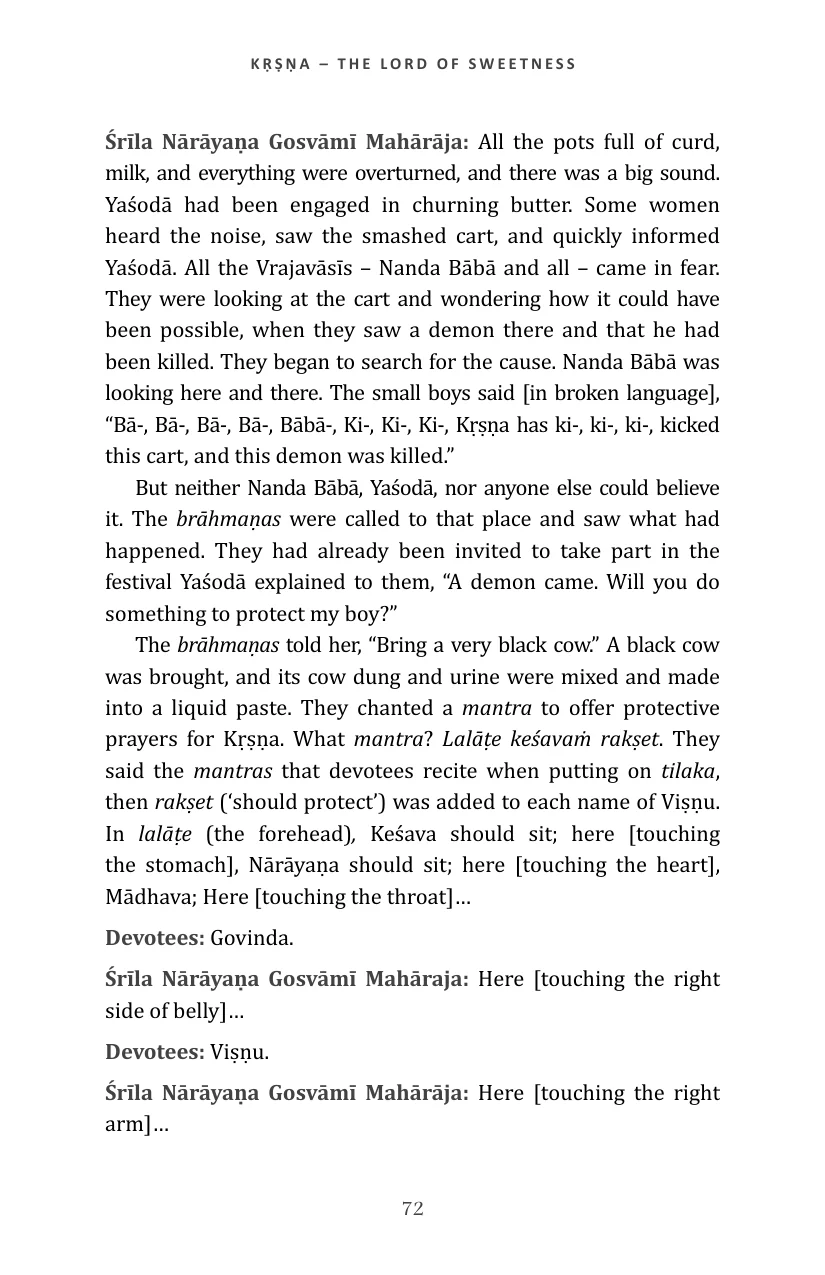 KṚṢṆA – THE LORD OF SWEETNESS
Śrīla Nārāyaṇa Gosvāmī Mahārāja: All the pots full of curd,
milk, and everything were overturned, and there was a big sound.
Yaśodā had been engaged in churning butter. Some women
heard the noise, saw the smashed cart, and quickly informed
Yaśodā. All the Vrajavāsīs – Nanda Bābā and all – came in fear.
They were looking at the cart and wondering how it could have
been possible, when they saw a demon there and that he had
been killed. They began to search for the cause. Nanda Bābā was
looking here and there. The small boys said [in broken language],
“Bā-, Bā-, Bā-, Bā-, Bābā-, Ki-, Ki-, Ki-, Kṛṣṇa has ki-, ki-, ki-, kicked
this cart, and this demon was killed.”
But neither Nanda Bābā, Yaśodā, nor anyone else could believe
it. The brāhmaṇas were called to that place and saw what had
happened. They had already been invited to take part in the
festival Yaśodā explained to them, “A demon came. Will you do
something to protect my boy?”
The brāhmaṇas told her, “Bring a very black cow.” A black cow
was brought, and its cow dung and urine were mixed and made
into a liquid paste. They chanted a mantra to offer protective
prayers for Kṛṣṇa. What mantra? Lalāṭe keśavaṁ rakṣet. They
said the mantras that devotees recite when putting on tilaka,
then rakṣet (‘should protect’) was added to each name of Viṣṇu.
In lalāṭe (the forehead), Keśava should sit; here [touching
the stomach], Nārāyaṇa should sit; here [touching the heart],
Mādhava; Here [touching the throat]…
Devotees: Govinda.
Śrīla Nārāyaṇa Gosvāmī Mahāraja: Here [touching the right
side of belly]…
Devotees: Viṣṇu.
Śrīla Nārāyaṇa Gosvāmī Mahārāja: Here [touching the right
arm]…
72